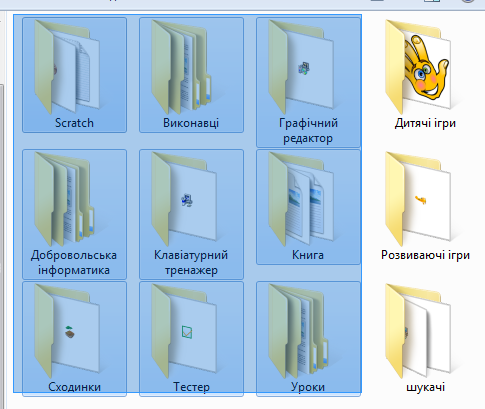 Scratch
Виконавці
Графічний
редактор
Дитячі ігри
Добровольська
інформатика
Клавіатурний
тренажер
Книга
Розвиваючі ігри
Сходинки
Тестер
Уроки
шукачі